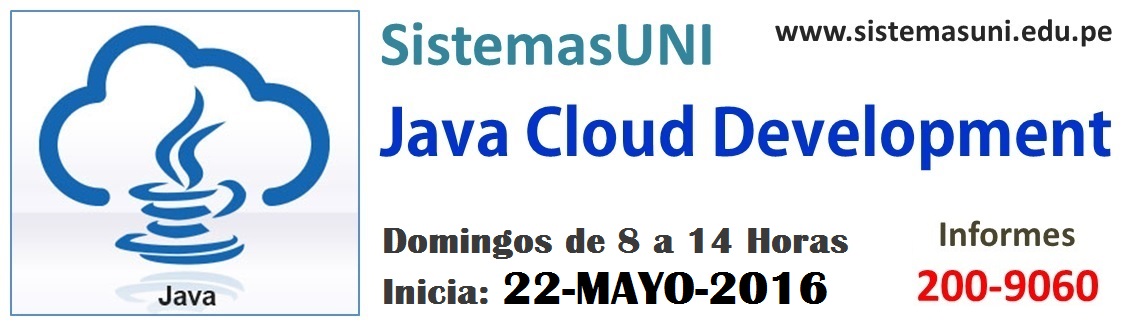 SistemasUNI
www.sistemasuni.edu.pe
Java Cloud Development
Domingos de 8 a 14 Horas
Inicia: 22-MAYO-2016
Informes
200-9060
Java